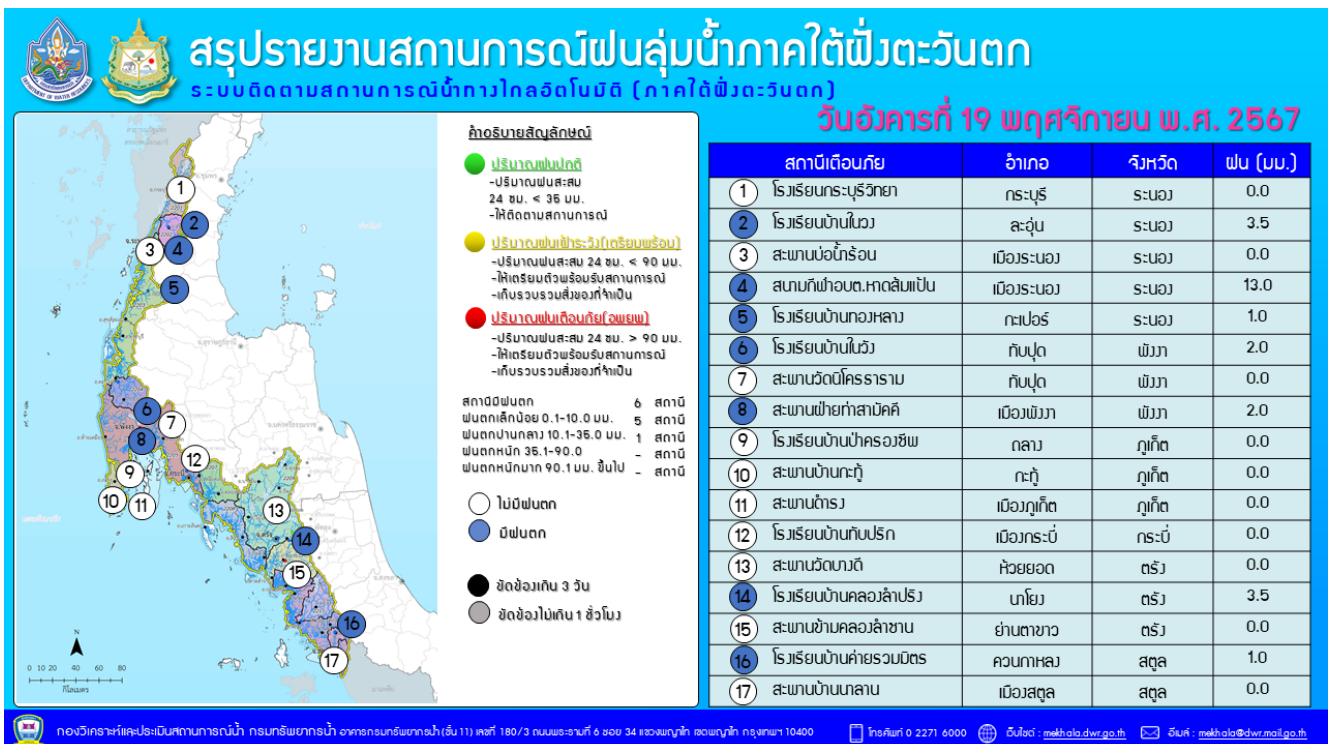 สรุปรายงานสถานการณ์ฝนลุ่มน้ำภาคใต้ฝั่งตะวันตก
ระบบติดตามสถานการณ์น้ำทางไกลอัตโนมัติ (ภาคใต้ฝั่งตะวันตก)
วันอังคารที่ 19 พฤศจิกายน พ.ศ. 2567
คำอธิบายสัญลักษณ์
ปริมาณฝนปกติ
-ปริมาณฝนสะสม
24 ชม. < 35 มม.
-ให้ติดตามสถานการณ์
ปริมาณฝนเฝ้าระวัง(เตรียมพร้อม)
-ปริมาณฝนสะสม 24 ชม. < 90 มม.
-ให้เตรียมตัวพร้อมรับสถานการณ์
-เก็บรวบรวมสิ่งของที่จำเป็น
ปริมาณฝนเตือนภัย(อพยพ)
-ปริมาณฝนสะสม 24 ชม. > 90 มม.
-ให้เตรียมตัวพร้อมรับสถานการณ์
-เก็บรวบรวมสิ่งของที่จำเป็น
สถานีมีฝนตก 6 สถานี
ฝนตกเล็กน้อย 0.1-10.0 มม. 5 สถานี
ฝนตกปานกลาง 10.1-35.0 มม. 1 สถานี
ฝนตกหนัก 35.1-90.0 - สถานี
ฝนตกหนักมาก 90.1 มม. ขึ้นไป - สถานี
ไม่มีฝนตก
มีฝนตก
ขัดข้องเกิน 3 วัน
ขัดข้องไม่เกิน 1 ชั่วโมง
1
2
3 4
5
6
7
8
9
12
10 11
13
14
15
16
17
N
0 10 20 40 60 80
กิโลเมตร
สถานีเตือนภัย อำเภอ จังหวัด ฝน (มม.)
1 โรงเรียนกระบุรีวิทยา กระบุรี ระนอง 0.0
2 โรงเรียนบ้านในวง ละอุ่น ระนอง 3.5
3 สะพานบ่อน้ำร้อน เมืองระนอง ระนอง 0.0
4 สนามกีฬาอบต.หาดส้มแป้น เมืองระนอง ระนอง 13.0
5 โรงเรียนบ้านทองหลาง กะเปอร์ ระนอง 1.0
6 โรงเรียนบ้านในวัง ทับปุด พังงา 2.0
7 สะพานวัดนิโครธาราม ทับปุด พังงา 0.0
8 สะพานฝ่ายท่าสามัคคี เมืองพังงา พังงา 2.0
9 โรงเรียนบ้านป่าครองชีพ ถลาง ภูเก็ต 0.0
10 สะพานบ้านกะทู้ กะทู้ ภูเก็ต 0.0
11 สะพานดำรง เมืองภูเก็ต ภูเก็ต 0.0
12 โรงเรียนบ้านทับปริก เมืองกระบี่ กระบี่ 0.0
13 สะพานวัดบางดี ห้วยยอด ตรัง 0.0
14 โรงเรียนบ้านคลองลำปริง นาโยง ตรัง 3.5
15 สะพานข้ามคลองลำชาน ย่านตาขาว ตรัง 0.0
16 โรงเรียนบ้านค่ายรวมมิตร ควนกาหลง สตูล 1.0
17 สะพานบ้านนาลาน เมืองสตูล สตูล 0.0
กองวิเคราะห์และประเมินสถานการณ์น้ำ กรมทรัพยากรน้ำ อาคารกรมทรัพยากรน้ำ (ชั้น 11) เลขที่ 180/3 ถนนพระรามที่ 6 ซอย 34 แขวงพญาไท เขตพญาไท กรุงเทพฯ 10400 โทรศัพท์ 0 2271 6000 เว็บไซต์ : mekhala.dwr.go.th อีเมล์ : mekhala@dwr.mail.go.th